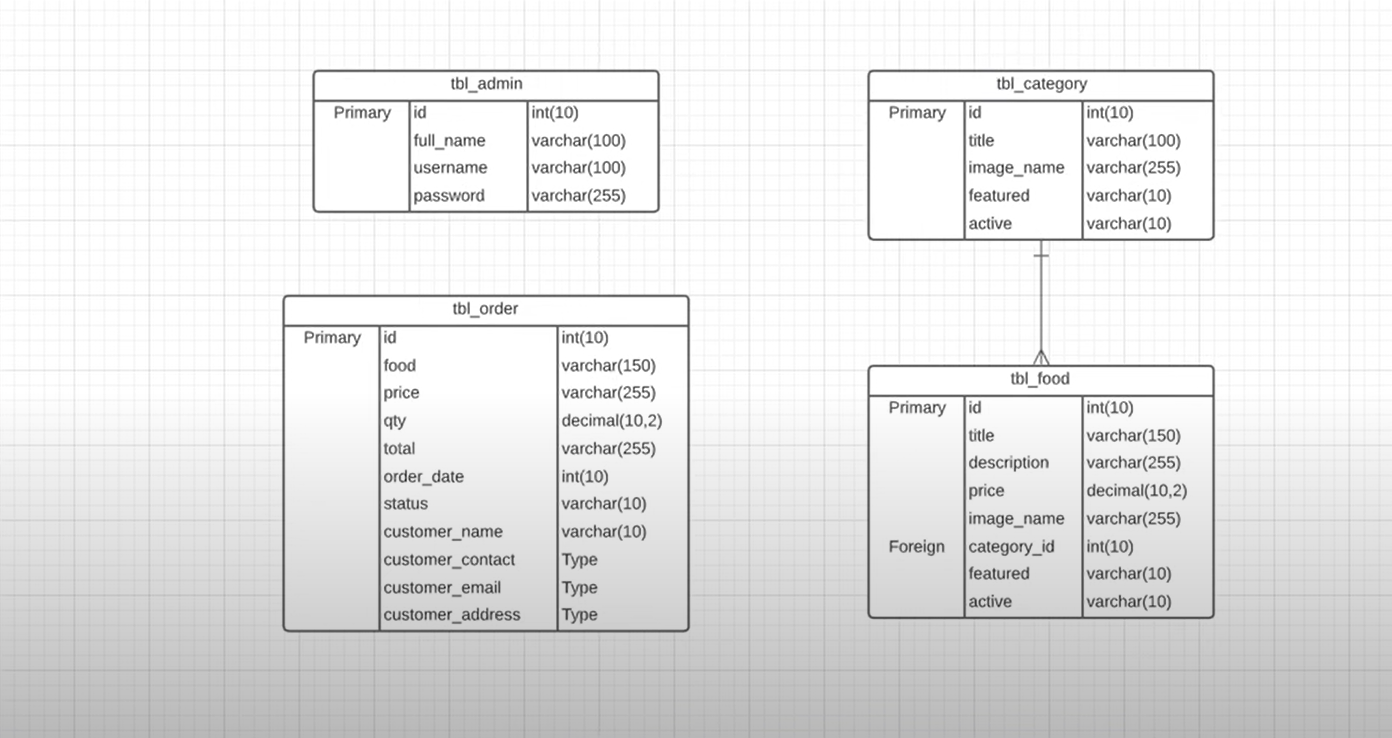 tbl_admin
Primary id int(10)
full_name varchar(100)
username varchar(100)
password varchar(255)
tbl_category
Primary id int(10)
title varchar(100)
image_name varchar(255)
featured varchar(10)
active varchar(10)
tbl_order
Primary id int(10)
food varchar(150)
price varchar(255)
qty decimal(10,2)
total varchar(255)
order_date int(10)
status varchar(10)
customer_name varchar(10)
customer_contact Type
customer_email Type
customer_address Type
tbl_food
Primary id int(10)
title varchar(150)
description varchar(255)
price decimal(10,2)
image_name varchar(255)
Foreign category_id int(10)
featured varchar(10)
active varchar(10)